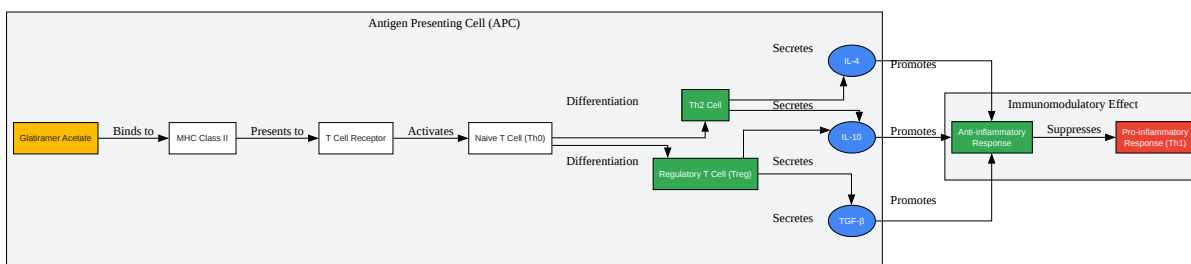 Antigen Presenting Cell (APC)
Glatiramer Acetate
Binds to
MHC Class II
Presents to
T Cell Receptor
Activates
Naive T Cell (Th0)
Differentiation
Differentiation
Th2 Cell
Regulatory T Cell (Treg)
Secretes
Secretes
Secretes
Secretes
IL-4
IL-10
TGF-β
Promotes
Promotes
Promotes
Immunomodulatory Effect
Anti-inflammatory
Response
Suppresses
Pro-inflammatory
Response (Th1)